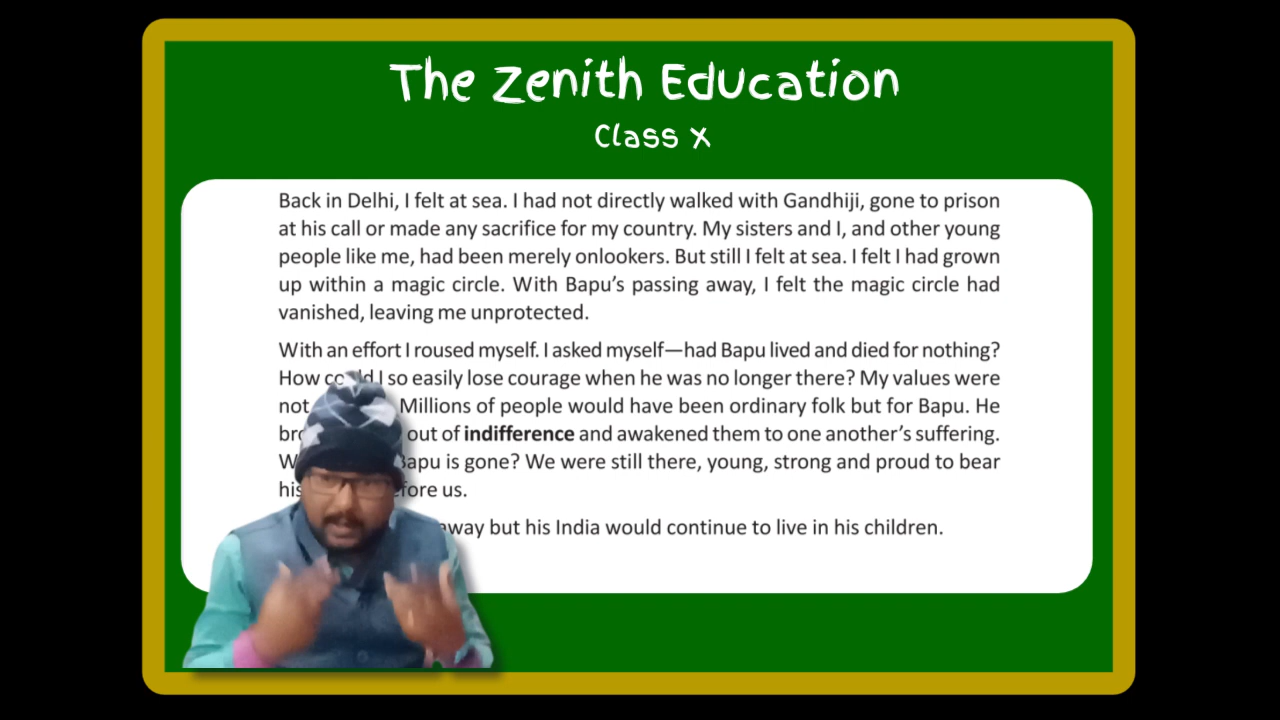 The Zenith Education
Class X
Back in Delhi, I felt at sea. I had not directly walked with Gandhiji, gone to prison
at his call or made any sacrifice for my country. My sisters and I, and other young
people like me, had been merely onlookers. But still I felt at sea. I felt I had grown
up within a magic circle. With Bapu's passing away, I felt the magic circle had
vanished, leaving me unprotected.
With an effort I roused myself. I asked myself—had Bapu lived and died for nothing?
How could I so easily lose courage when he was no longer there? My values were
not Millions of people would have been ordinary folk but for Bapu. He
out of indifference and awakened them to one another's suffering.
Bapu is gone? We were still there, young, strong and proud to bear
his before us.
away but his India would continue to live in his children.